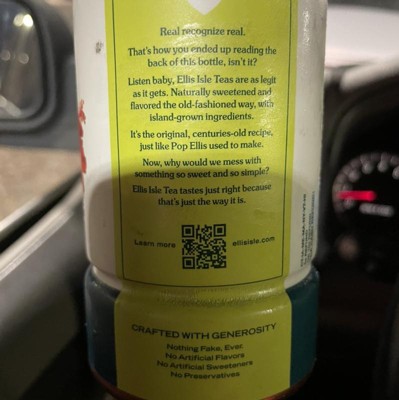 Real recognize real.
That's how you ended up reading the
back of this bottle, isn't it?
Listen baby, Ellis Isle Teas are as legit
as it gets. Naturally sweetened and
flavored the old-fashioned way, with
island-grown ingredients.
It's the original, centuries-old recipe,
just like Pop Ellis used to make.
Now, why would we mess with
something so sweet and so simple?
Ellis Isle Tea tastes just right because
that's just the way it is.
Learn more
ellisisle.com
CRAFTED WITH GENEROSITY
Nothing Fake, Ever
No Artificial Flavors
No Artificial Sweeteners
No Preservatives